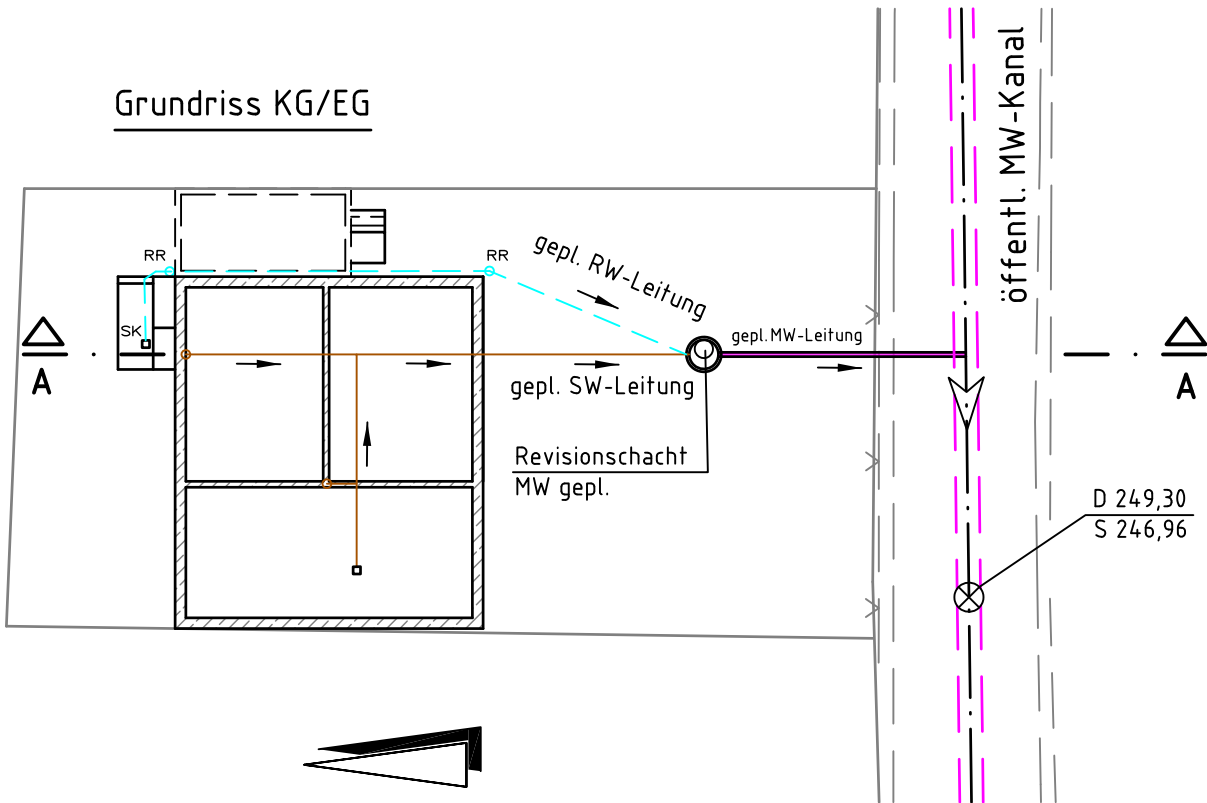 Grundriss KG/EG
öffentl. MW-Kanal
RR
RR
gepl. RW-Leitung
SK
gepl.MW-Leitung
A
A
gepl. SW-Leitung
Revisionschacht
MW gepl.
D 249,30
S 246,96